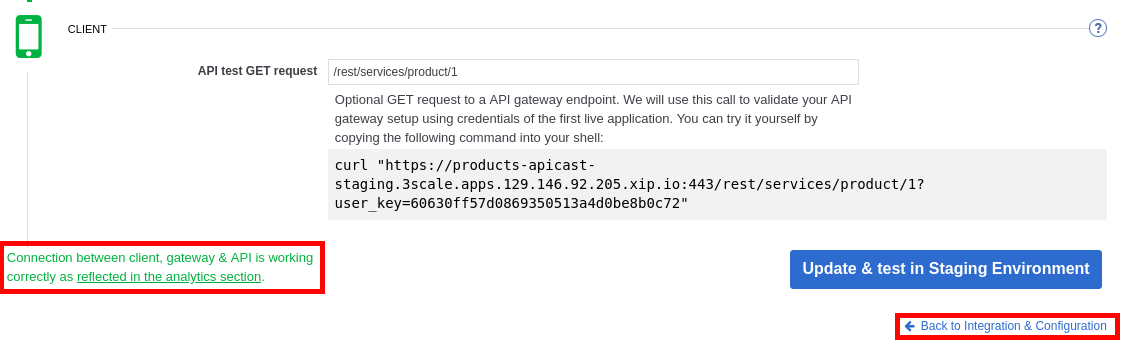 CLIENT
?
API test GET request
/rest/services/product/1
Optional GET request to a API gateway endpoint. We will use this call to validate your API
gateway setup using credentials of the first live application. You can try it yourself by
copying the following command into your shell:
curl "https://products-apicast-
staging.3scale.apps.129.146.92.205.xip.io:443/rest/services/product/1?
user_key=60630ff57d0869350513a4d0be8b0c72"
Connection between client, gateway & API is working
correctly as reflected in the analytics section.
Update & test in Staging Environment
Back to Integration & Configuration